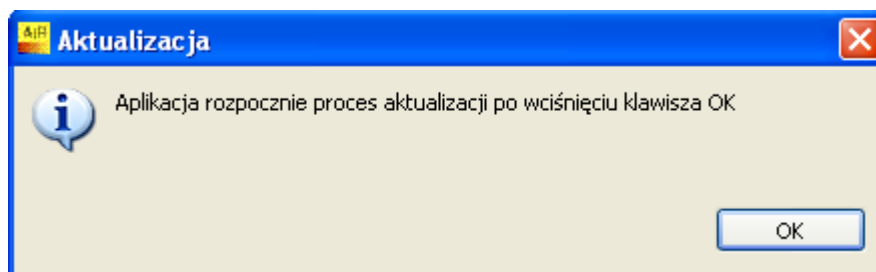 Aktualizacja
Aplikacja rozpocznie proces aktualizacji po wciśnięciu klawisza OK
OK